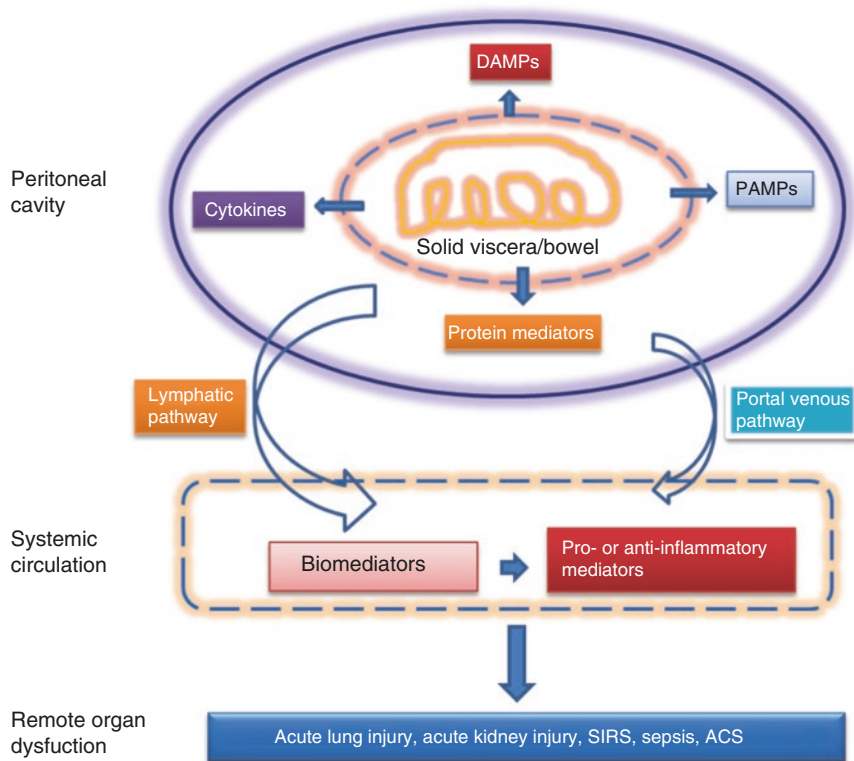 DAMPs
Peritoneal
cavity
Cytokines
PAMPs
Solid viscera/bowel
Protein mediators
Lymphatic
pathway
Portal venous
pathway
Systemic
circulation
Biomediators
Pro- or anti-inflammatory
mediators
Remote organ
dysfuction
Acute lung injury, acute kidney injury, SIRS, sepsis, ACS